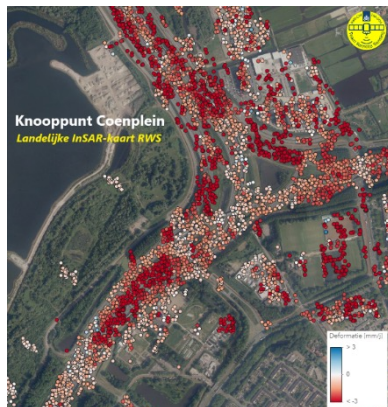 Knooppunt Coenplein
Landelijke InSAR-kaart RWS
Deformatie (mm/j)
> 3
0
< -3